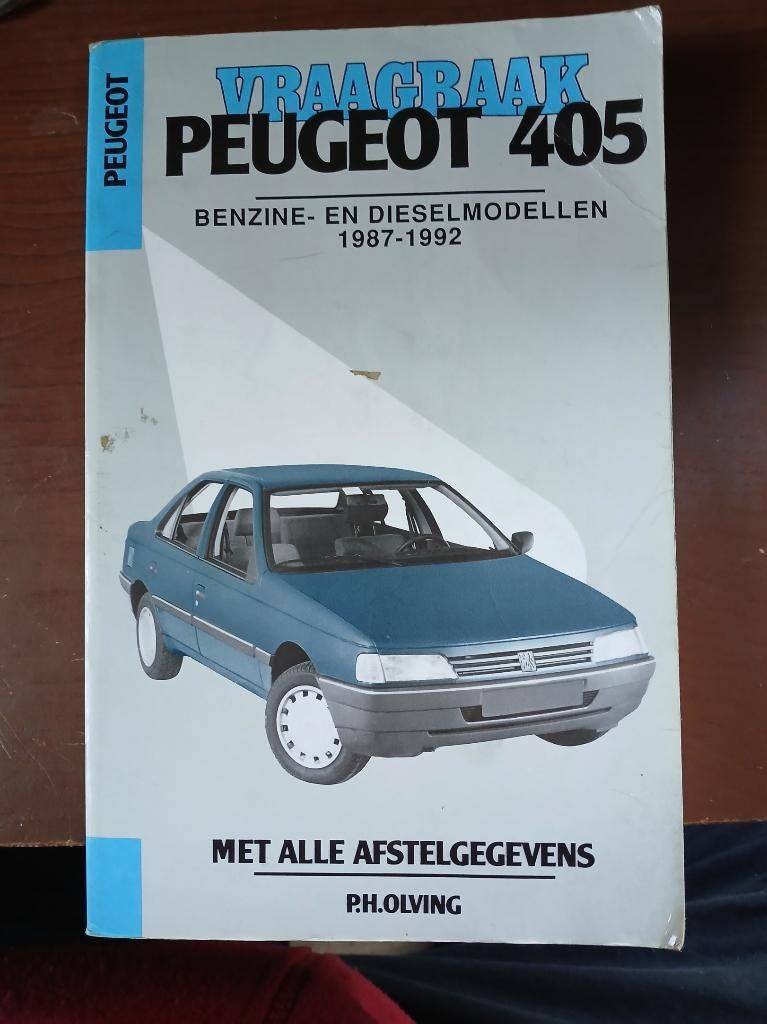 PEUGEOT
VRAAGBAAK
PEUGEOT 405
BENZINE- EN DIESELMODELLEN
1987-1992
MET ALLE AFSTELGEGEVENS
P.H.OLVING